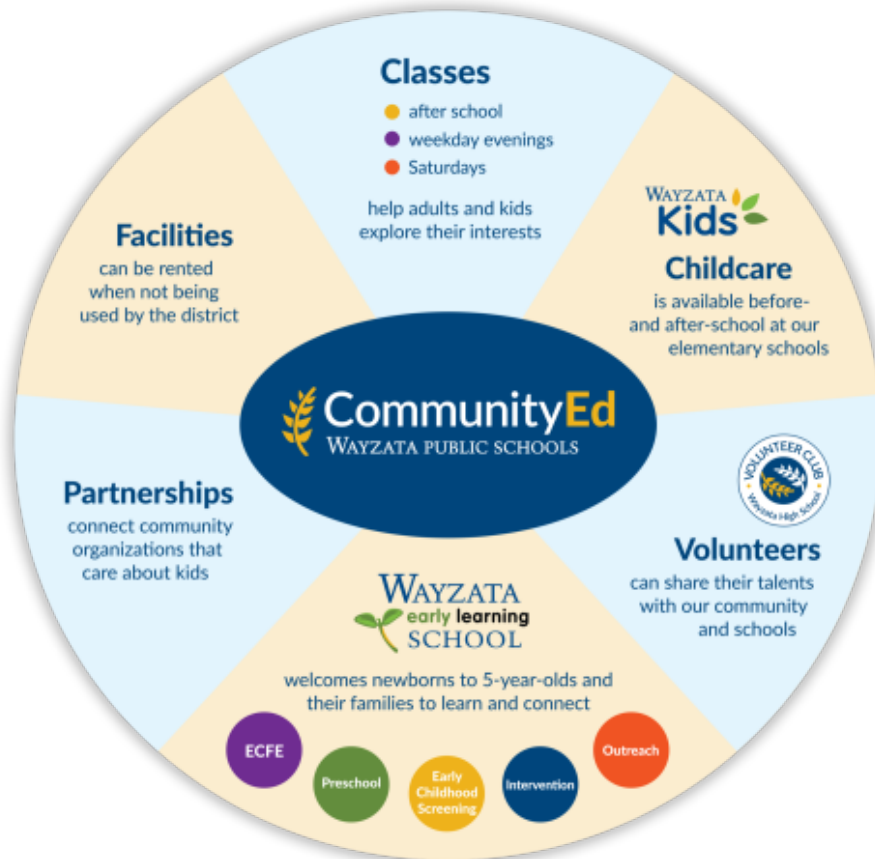 Classes
after school
weekday evenings
Saturdays
help adults and kids
explore their interests
WAYZATA
Kids
Childcare
is available before-
and after-school at our
elementary schools
VOLUNTEER CLUB
Wayzata High School
Volunteers
can share their talents
with our community
and schools
WAYZATA
early learning
SCHOOL
welcomes newborns to 5-year-olds and
their families to learn and connect
ECFE
Preschool
Early
Childhood
Screening
Intervention
Outreach
Partnerships
connect community
organizations that
care about kids
Facilities
can be rented
when not being
used by the district
CommunityEd
WAYZATA PUBLIC SCHOOLS